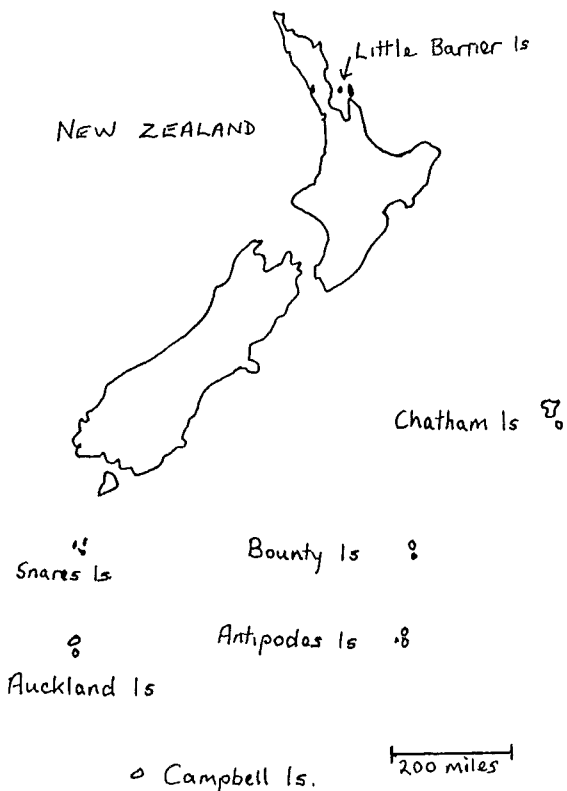 Little Barrier Is
NEW ZEALAND
Chatham Is
Snares Is
Bounty Is
Antipodes Is
Auckland Is
200 miles
Campbell Is.